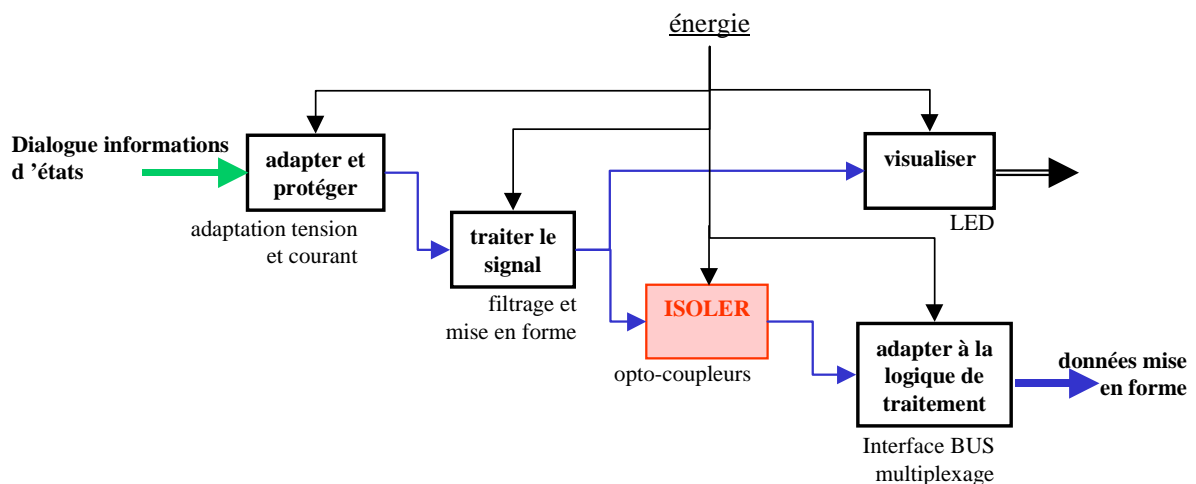 énergie
Dialogue informations
d ’états
adapter et
protéger
adaptation tension
et courant
traiter le
signal
filtrage et
mise en forme
visualiser
LED
ISOLER
opto-coupleurs
adapter à la
logique de
traitement
Interface BUS
multiplexage
données mise
en forme